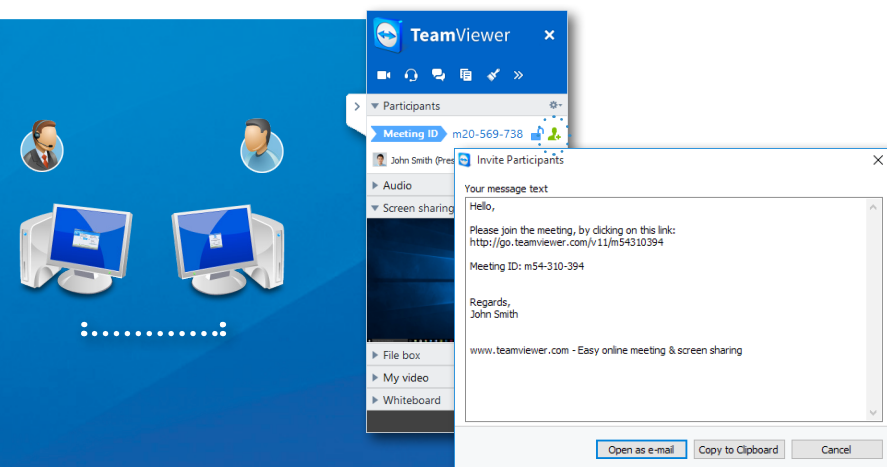 TeamViewer
Participants
Meeting ID m20-569-738
John Smith (Pres
Audio
Screen sharing
File box
My video
Whiteboard
Invite Participants
Your message text
Hello,
Please join the meeting, by clicking on this link:
http://go.teamviewer.com/v11/m54310394
Meeting ID: m54-310-394
Regards,
John Smith
www.teamviewer.com - Easy online meeting & screen sharing
Open as e-mail
Copy to Clipboard
Cancel